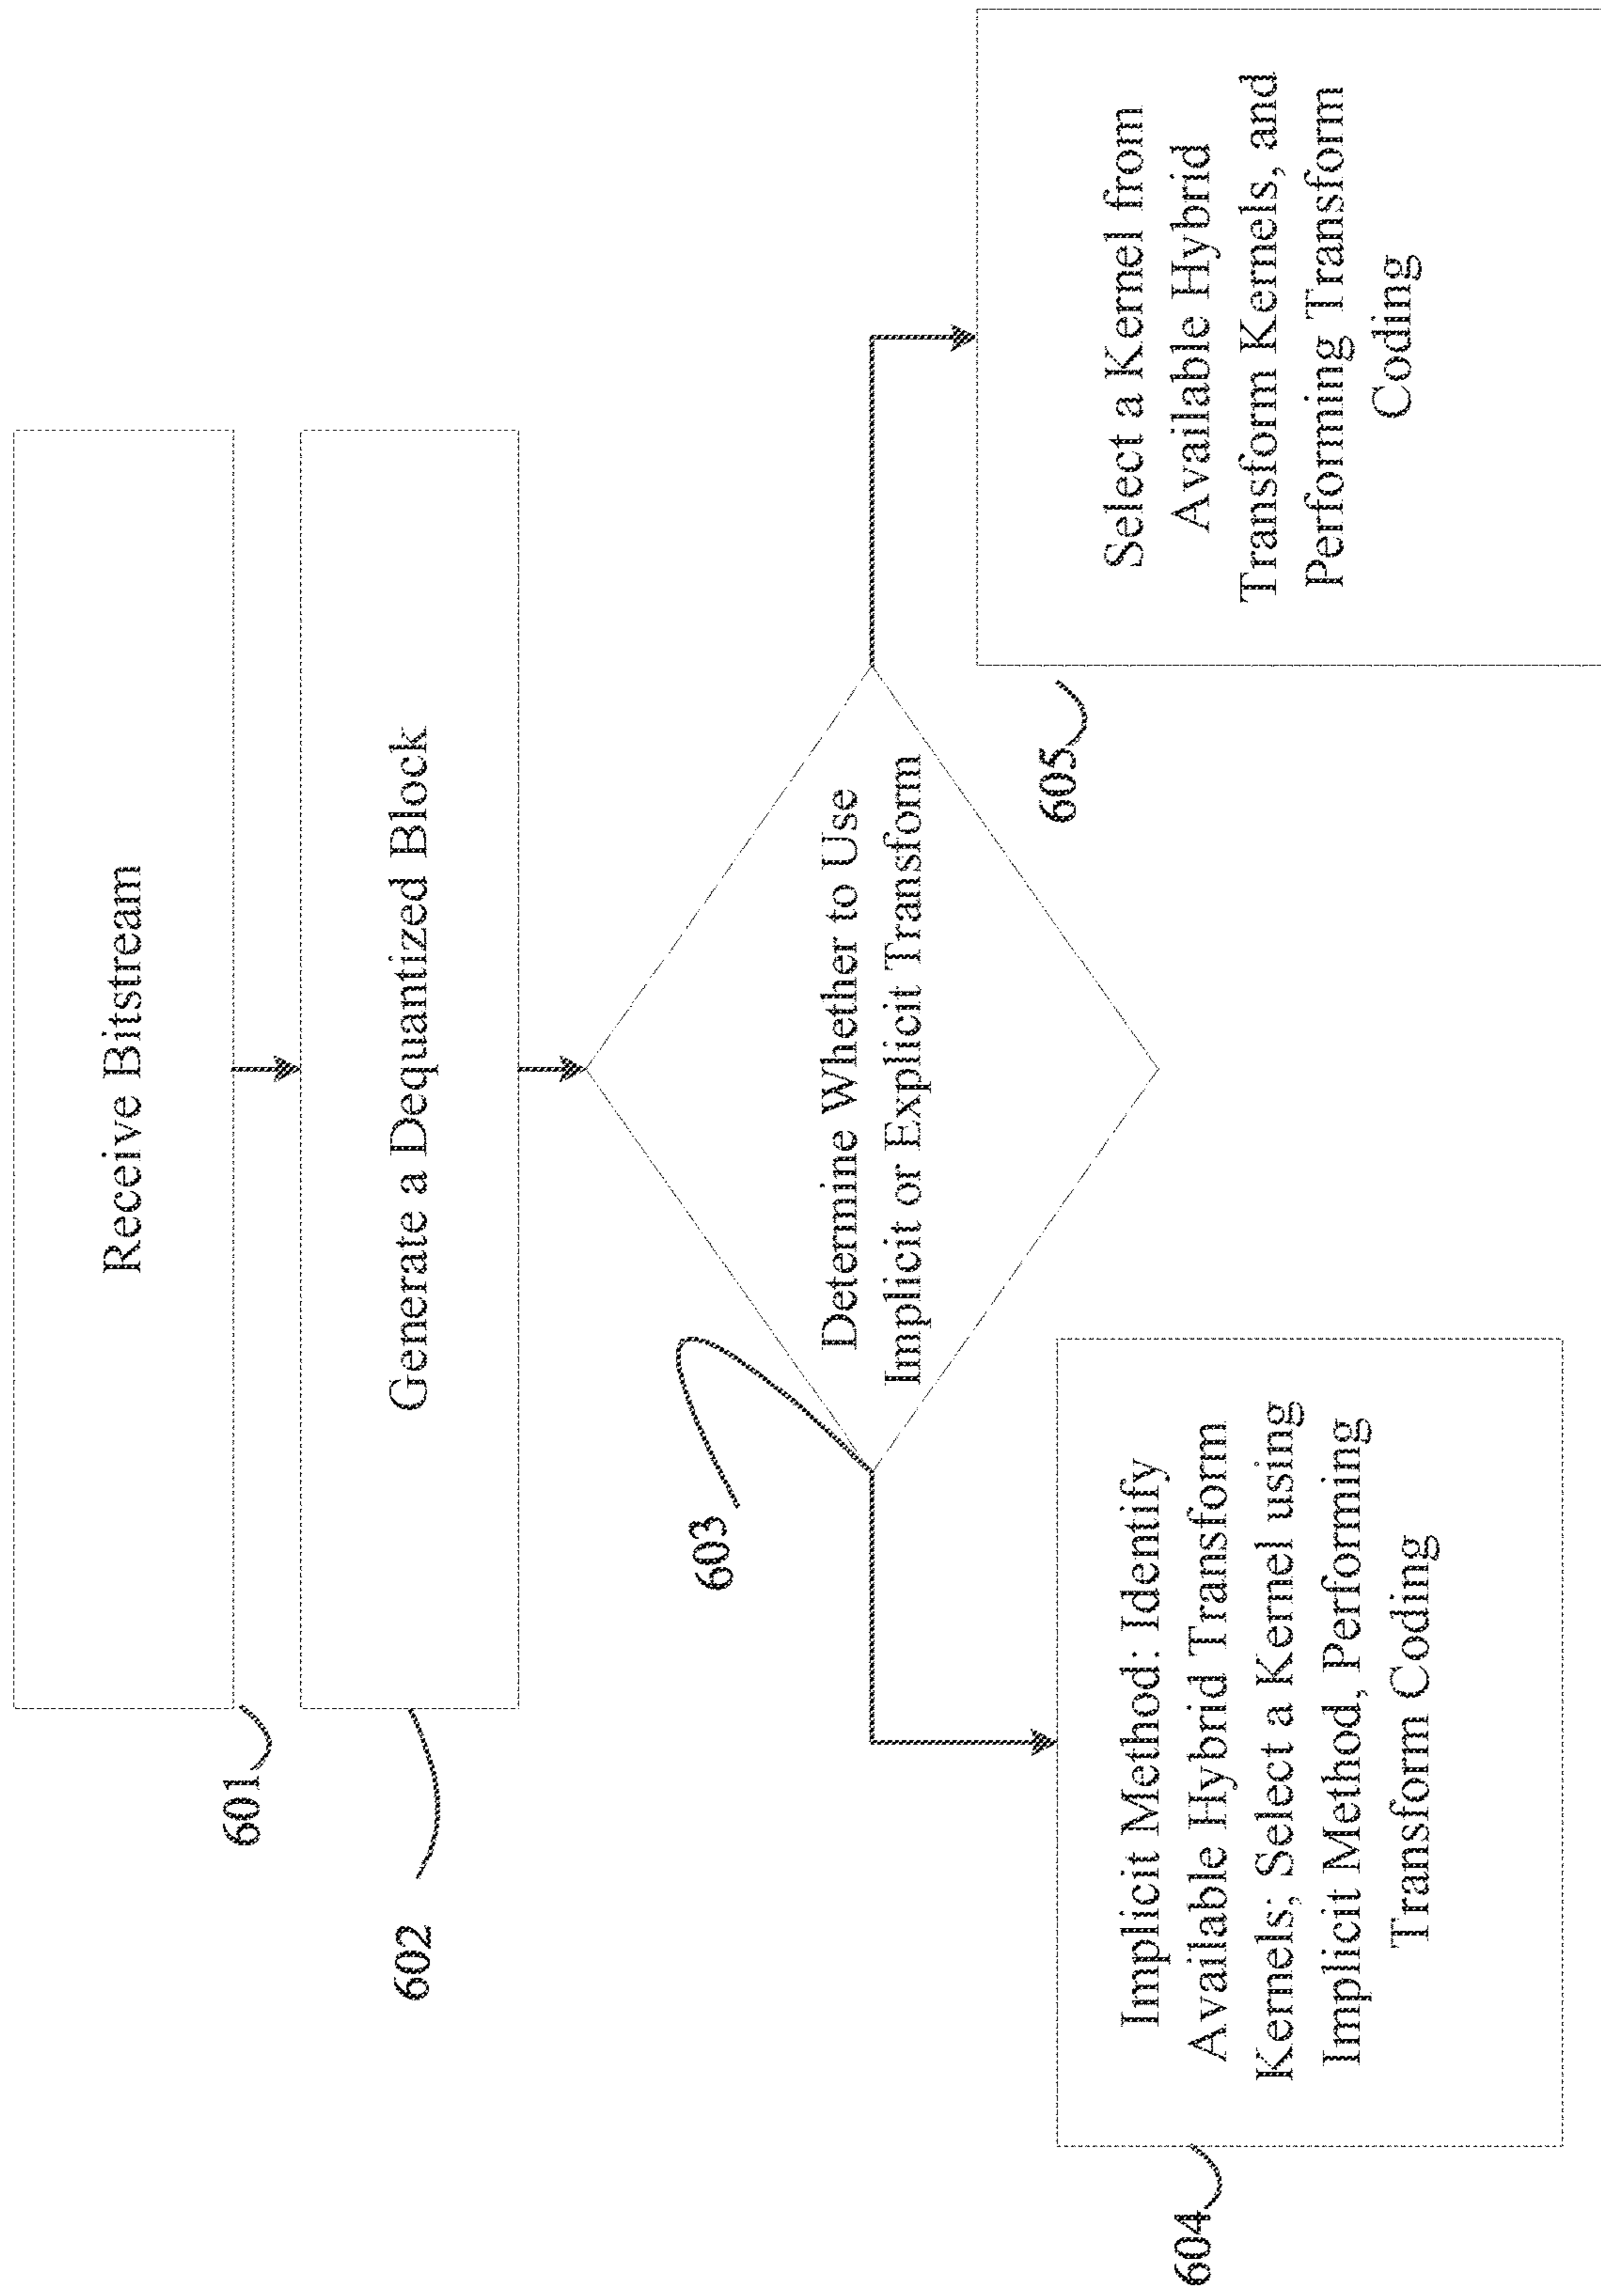 Receive Bitstream
601
Generate a Dequantized Block
602
Determine Whether to Use
Implicit or Explicit Transform
603
Implicit Method: Identify
Available Hybrid Transform
Kernels; Select a Kernel using
Implicit Method, Performing
Transform Coding
604
Select a Kernel from
Available Hybrid
Transform Kernels, and
Performing Transform
Coding
605